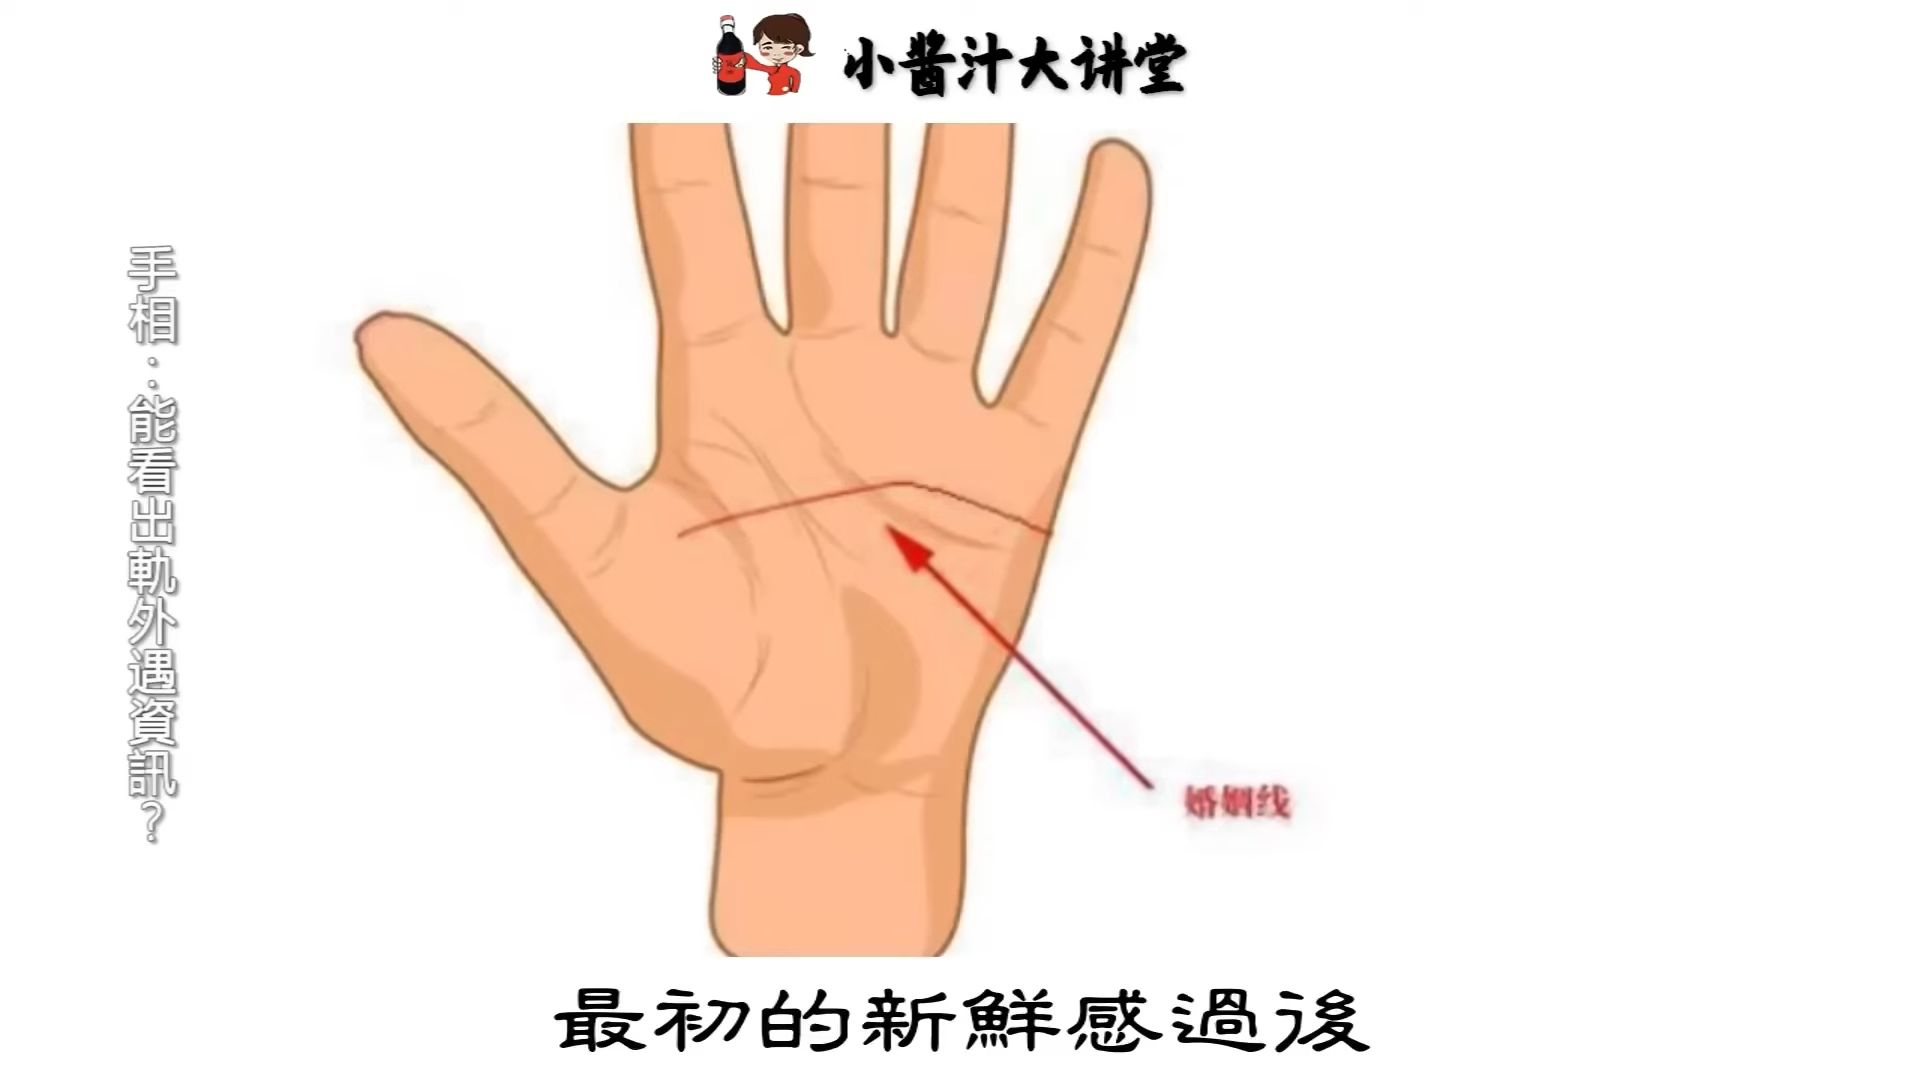 小酱汁大讲堂
手相：能看出軌外遇資訊？
婚姻线
最初的新鮮感過後